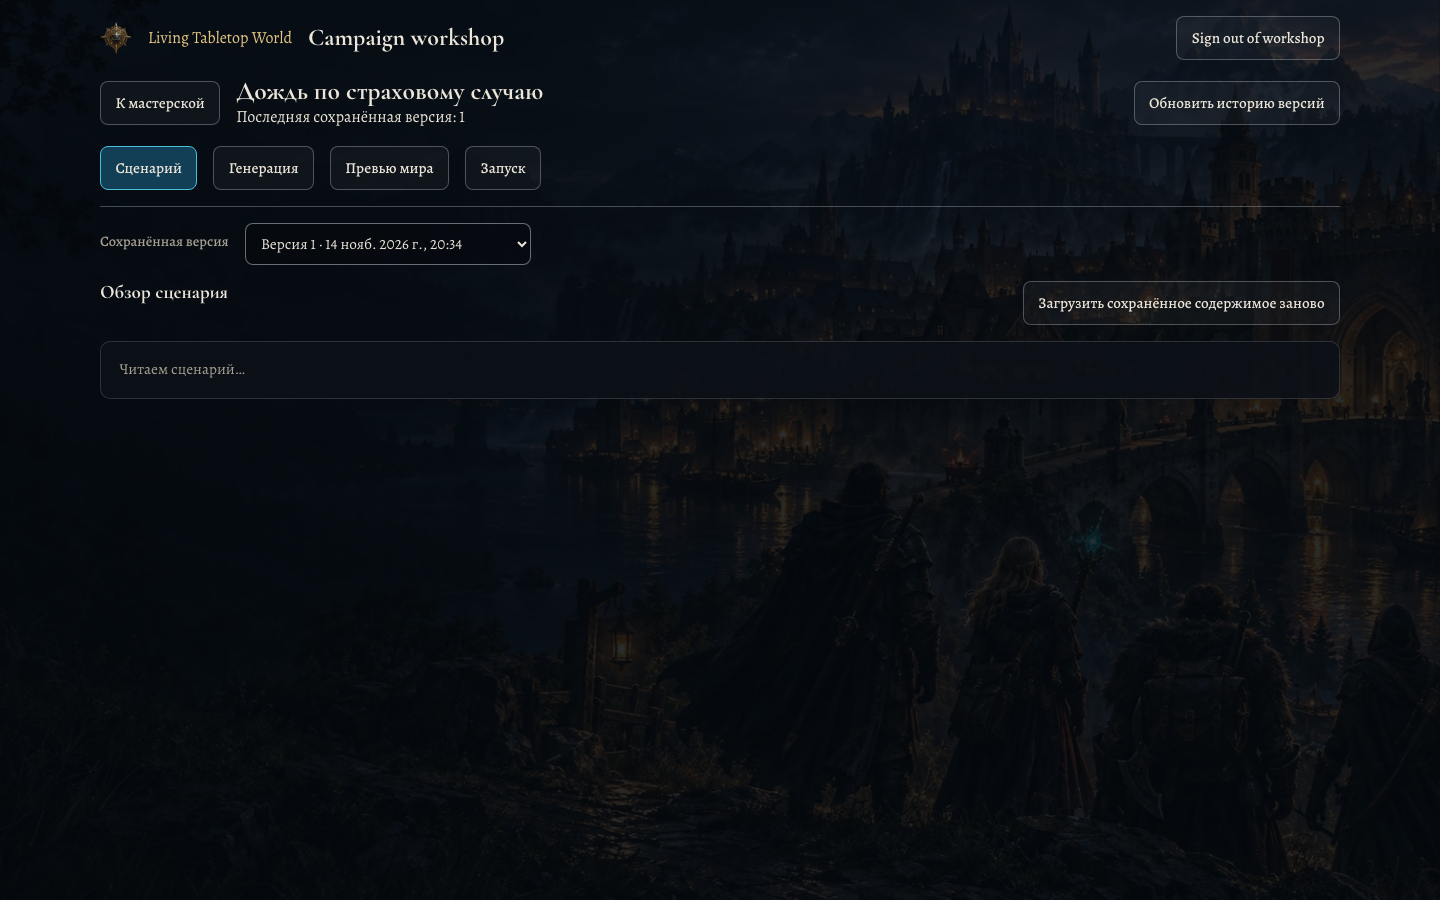 Living Tabletop World
Campaign workshop
Sign out of workshop
К мастерской
Дождь по страховому случаю
Последняя сохранённая версия: 1
Обновить историю версий
Сценарий
Генерация
Превью мира
Запуск
Сохранённая версия
Версия 1 · 14 нояб. 2026 г., 20:34
Обзор сценария
Загрузить сохранённое содержимое заново
Читаем сценарий…